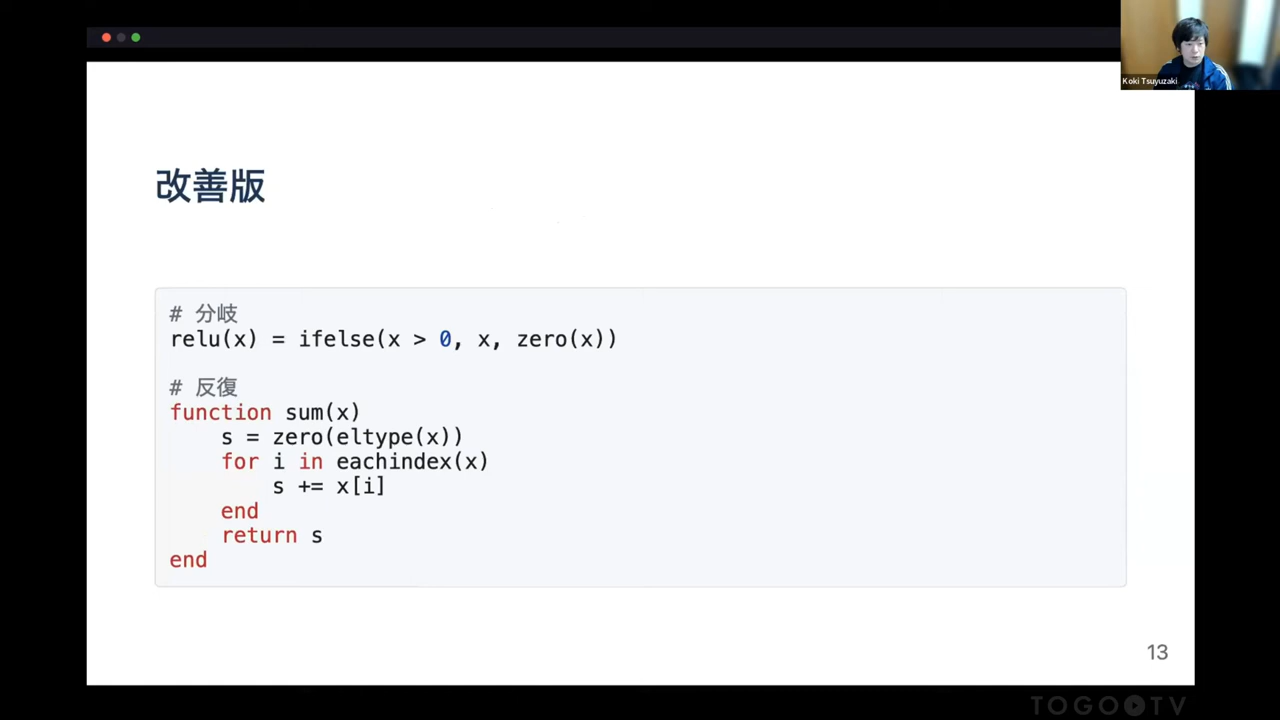 Koki Tsuyuzaki
改善版
# 分岐
relu(x) = ifelse(x > 0, x, zero(x))
# 反復
function sum(x)
    s = zero(eltype(x))
    for i in eachindex(x)
        s += x[i]
    end
    return s
end
13
TOGO TV